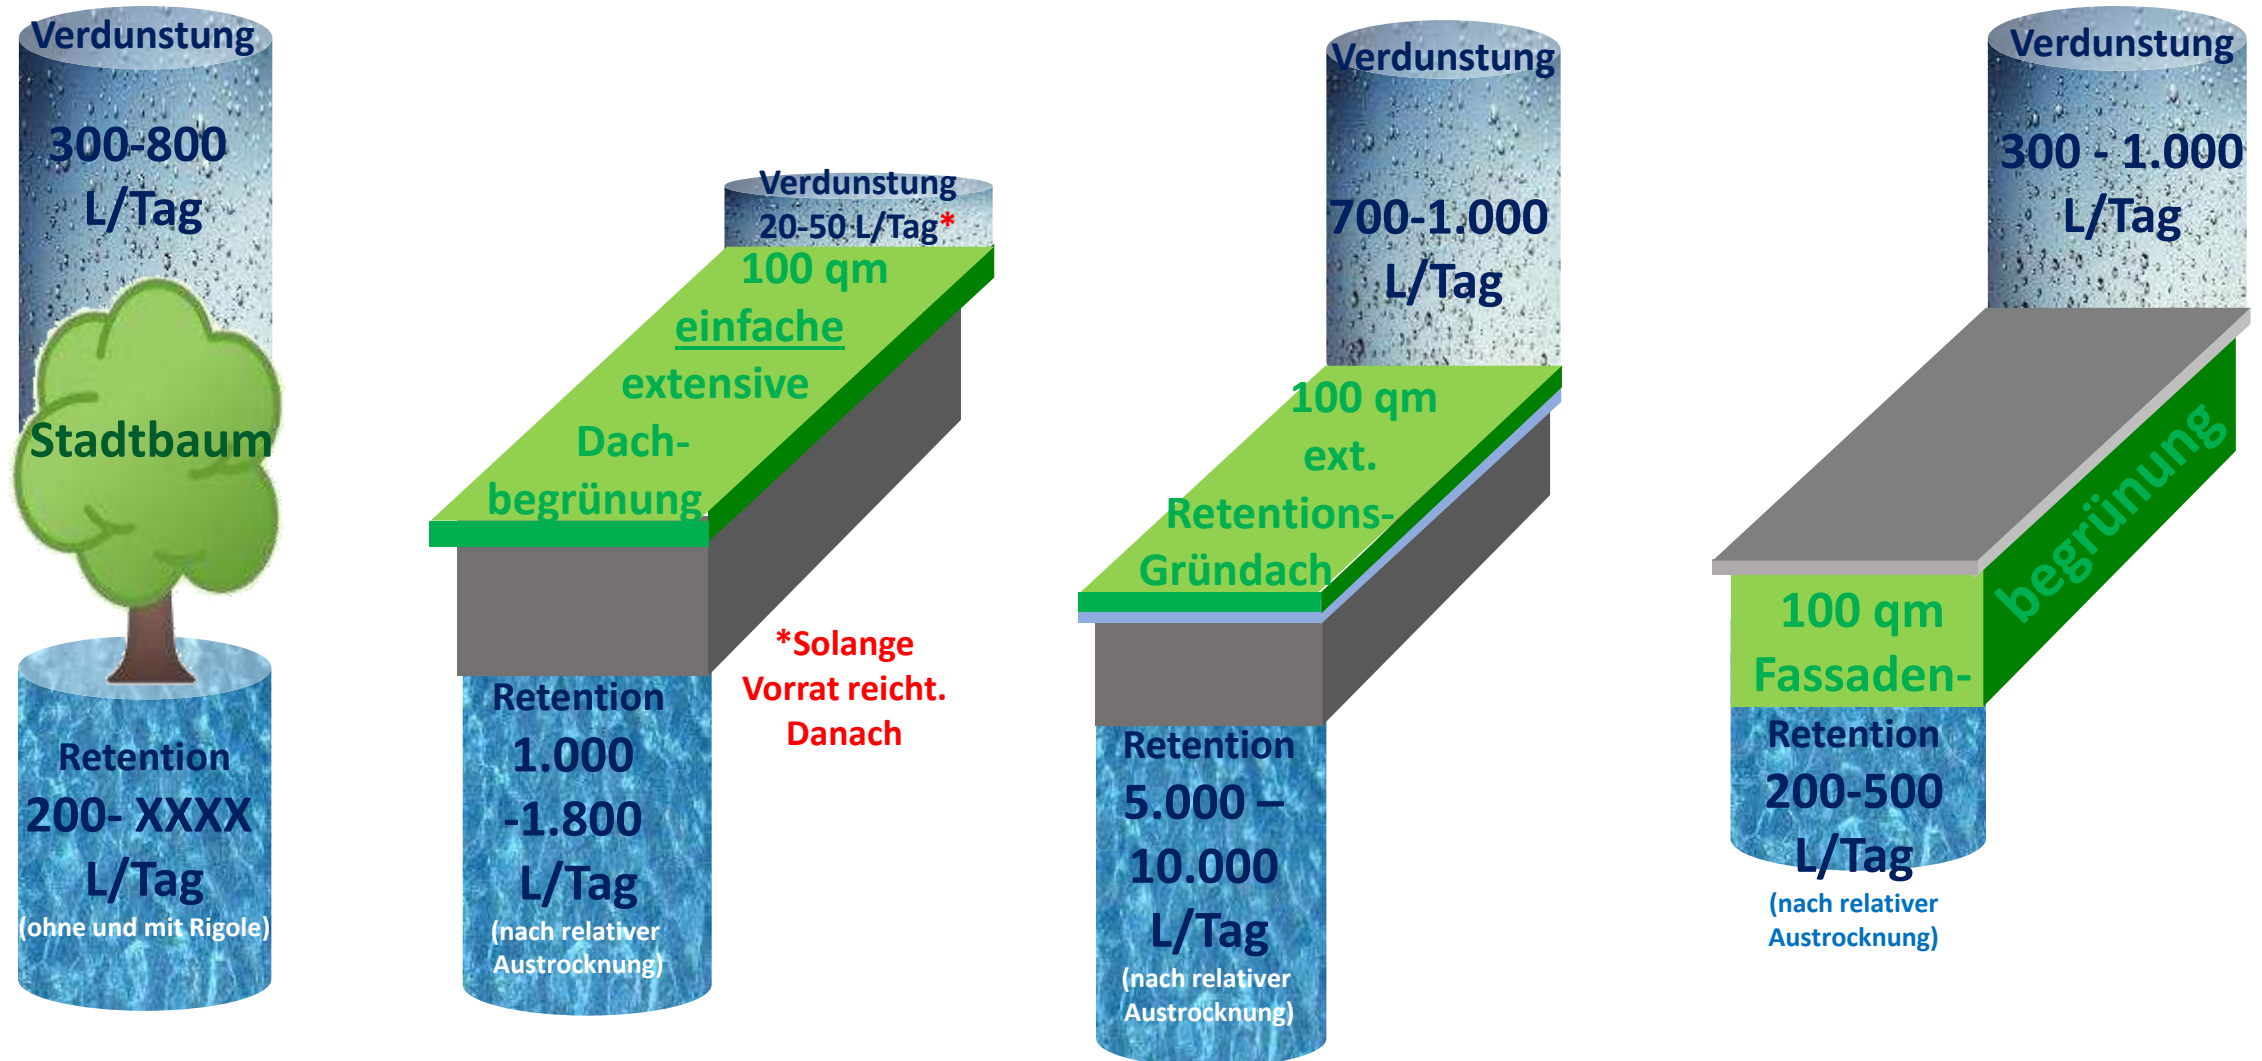 Verdunstung
300-800
L/Tag
Stadtbaum
Retention
200- XXXX
L/Tag
(ohne und mit Rigole)
Verdunstung
20-50 L/Tag*
100 qm
einfache
extensive
Dach-
begrünung
*Solange
Vorrat reicht.
Danach
Retention
1.000
-1.800
L/Tag
(nach relativer
Austrocknung)
Verdunstung
700-1.000
L/Tag
100 qm
ext.
Retentions-
Gründach
Retention
5.000 –
10.000
L/Tag
(nach relativer
Austrocknung)
Verdunstung
300 - 1.000
L/Tag
100 qm
Fassaden-
begrünung
Retention
200-500
L/Tag
(nach relativer
Austrocknung)